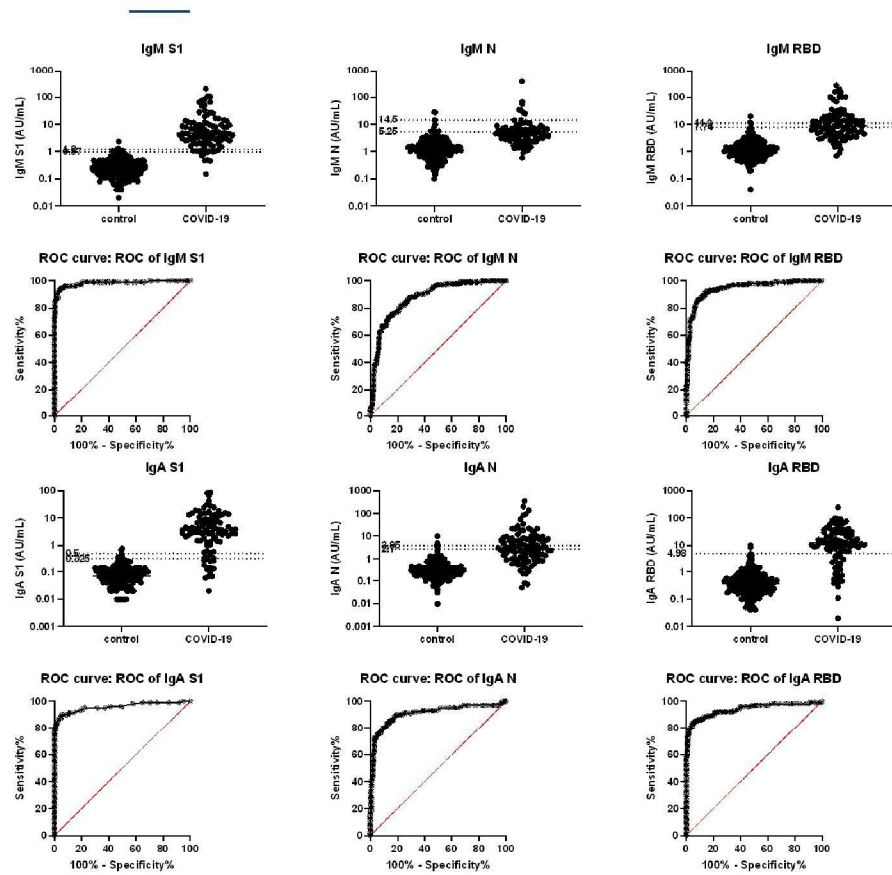 IgM S1
IgM S1 (AU/mL)
1000
100
10
1
0.1
0.01
control
COVID-19
IgM N
IgM N (AU/mL)
1000
100
10
1
0.1
0.01
14.5
5.25
control
COVID-19
IgM RBD
IgM RBD (AU/mL)
1000
100
10
1
0.1
0.01
control
COVID-19
ROC curve: ROC of IgM S1
Sensitivity%
100
80
60
40
20
0
0 20 40 60 80 100
100% - Specificity%
ROC curve: ROC of IgM N
Sensitivity%
100
80
60
40
20
0
0 20 40 60 80 100
100% - Specificity%
ROC curve: ROC of IgM RBD
Sensitivity%
100
80
60
40
20
0
0 20 40 60 80 100
100% - Specificity%
IgA S1
IgA S1 (AU/mL)
100
10
1
0.1
0.01
0.001
0.5
0.325
control
COVID-19
IgA N
IgA N (AU/mL)
1000
100
10
1
0.1
0.01
0.001
control
COVID-19
IgA RBD
IgA RBD (AU/mL)
1000
100
10
1
0.1
0.01
4.98
control
COVID-19
ROC curve: ROC of IgA S1
Sensitivity%
100
80
60
40
20
0
0 20 40 60 80 100
100% - Specificity%
ROC curve: ROC of IgA N
Sensitivity%
100
80
60
40
20
0
0 20 40 60 80 100
100% - Specificity%
ROC curve: ROC of IgA RBD
Sensitivity%
100
80
60
40
20
0
0 20 40 60 80 100
100% - Specificity%